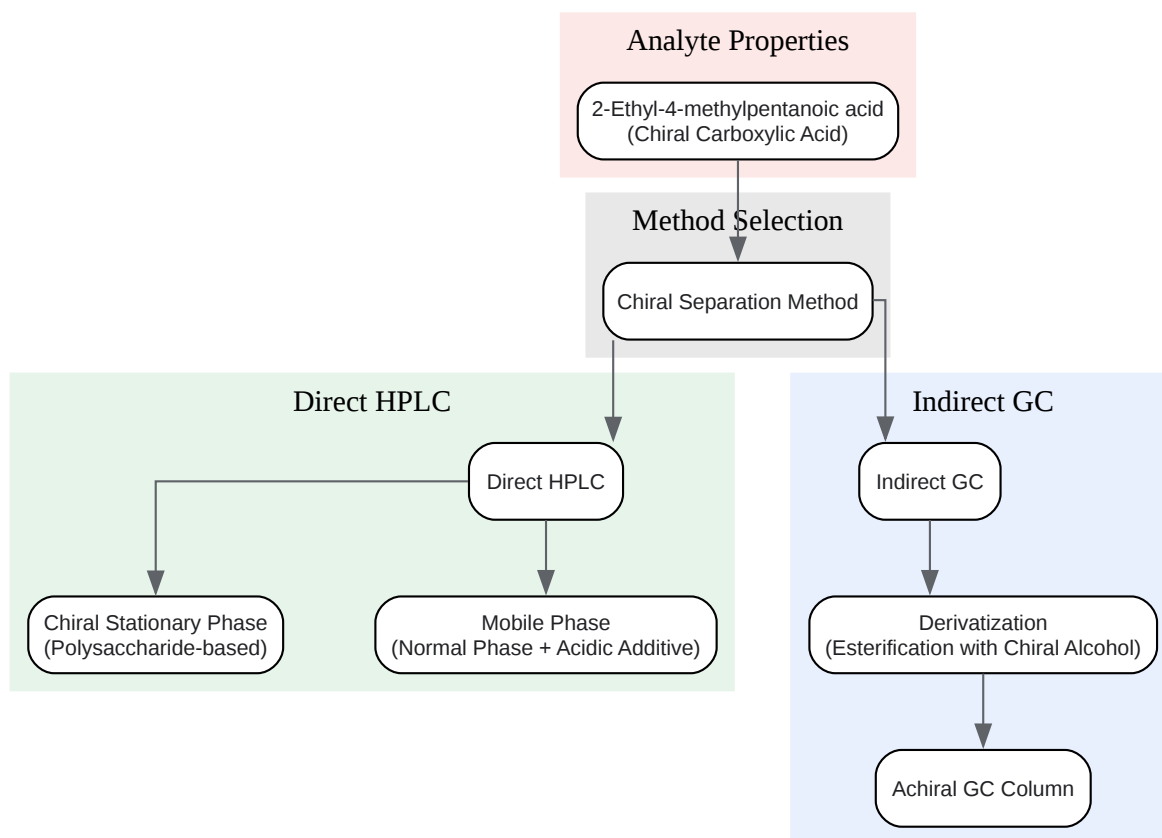 Analyte Properties
2-Ethyl-4-methylpentanoic acid
(Chiral Carboxylic Acid)
Method Selection
Chiral Separation Method
Direct HPLC
Indirect GC
Direct HPLC
Indirect GC
Chiral Stationary Phase
(Polysaccharide-based)
Mobile Phase
(Normal Phase + Acidic Additive)
Derivatization
(Esterification with Chiral Alcohol)
Achiral GC Column